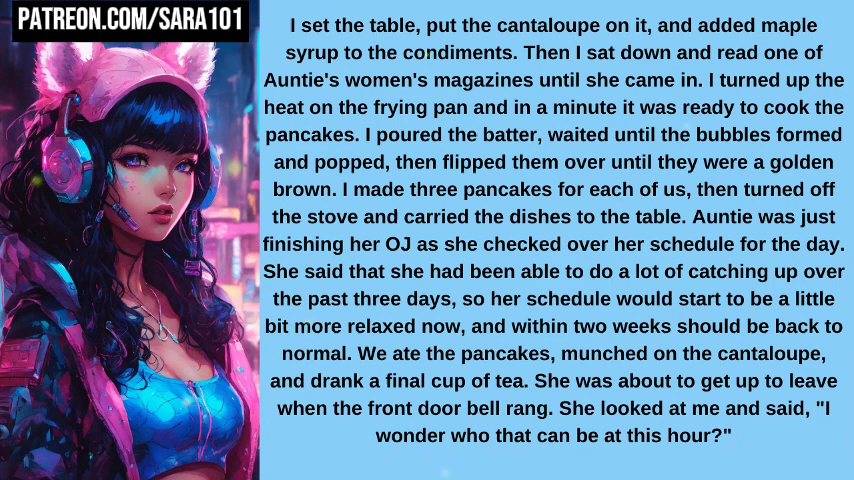 PATREON.COM/SARA101
I set the table, put the cantaloupe on it, and added maple
syrup to the condiments. Then I sat down and read one of
Auntie's women's magazines until she came in. I turned up the
heat on the frying pan and in a minute it was ready to cook the
pancakes. I poured the batter, waited until the bubbles formed
and popped, then flipped them over until they were a golden
brown. I made three pancakes for each of us, then turned off
the stove and carried the dishes to the table. Auntie was just
finishing her OJ as she checked over her schedule for the day.
She said that she had been able to do a lot of catching up over
the past three days, so her schedule would start to be a little
bit more relaxed now, and within two weeks should be back to
normal. We ate the pancakes, munched on the cantaloupe,
and drank a final cup of tea. She was about to get up to leave
when the front door bell rang. She looked at me and said, "I
wonder who that can be at this hour?"